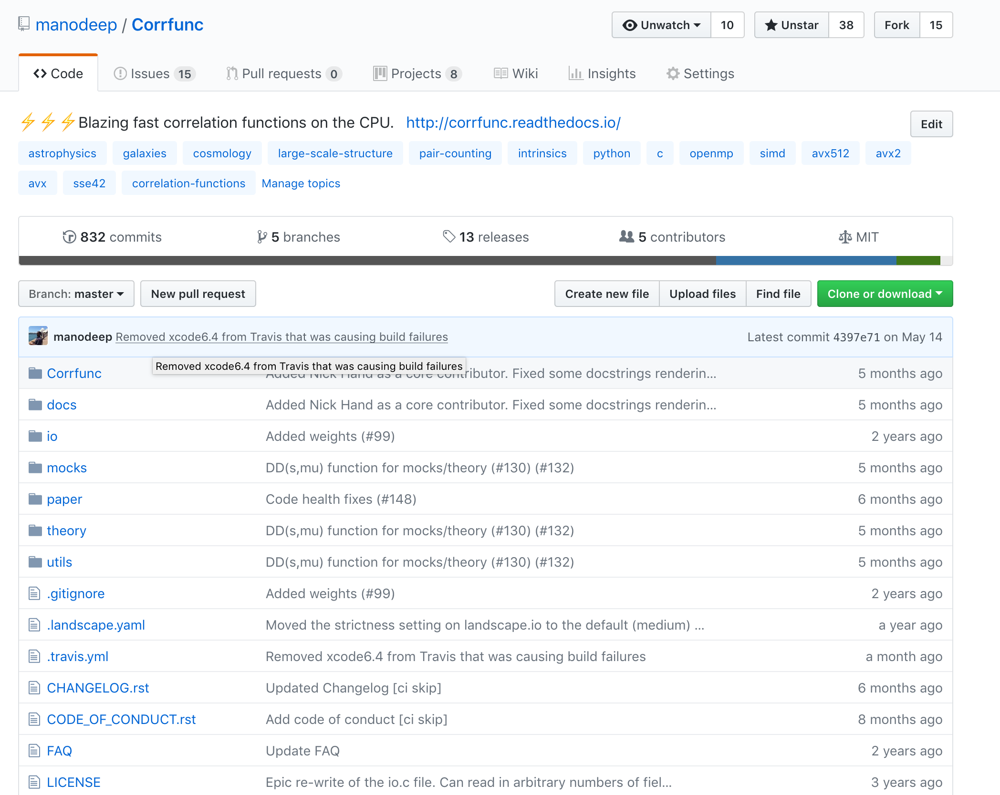 manodeep / Corrfunc
Unwatch 10 Unstar 38 Fork 15
Code Issues 15 Pull requests 0 Projects 8 Wiki Insights Settings
⚡⚡⚡Blazing fast correlation functions on the CPU. http://corrfunc.readthedocs.io/ Edit
astrophysics galaxies cosmology large-scale-structure pair-counting intrinsics python c openmp simd avx512 avx2
avx sse42 correlation-functions Manage topics
832 commits 5 branches 13 releases 5 contributors MIT
Branch: master New pull request Create new file Upload files Find file Clone or download
manodeep Removed xcode6.4 from Travis that was causing build failures Latest commit 4397e71 on May 14
Removed xcode6.4 from Travis that was causing build failures
Corrfunc Added Nick Hand as a core contributor. Fixed some docstrings renderin... 5 months ago
docs Added Nick Hand as a core contributor. Fixed some docstrings renderin... 5 months ago
io Added weights (#99) 2 years ago
mocks DD(s,mu) function for mocks/theory (#130) (#132) 5 months ago
paper Code health fixes (#148) 6 months ago
theory DD(s,mu) function for mocks/theory (#130) (#132) 5 months ago
utils DD(s,mu) function for mocks/theory (#130) (#132) 5 months ago
.gitignore Added weights (#99) 2 years ago
.landscape.yaml Moved the strictness setting on landscape.io to the default (medium) ... a year ago
.travis.yml Removed xcode6.4 from Travis that was causing build failures a month ago
CHANGELOG.rst Updated Changelog [ci skip] 6 months ago
CODE_OF_CONDUCT.rst Add code of conduct [ci skip] 8 months ago
FAQ Update FAQ 2 years ago
LICENSE Epic re-write of the io.c file. Can read in arbitrary numbers of fiel... 3 years ago